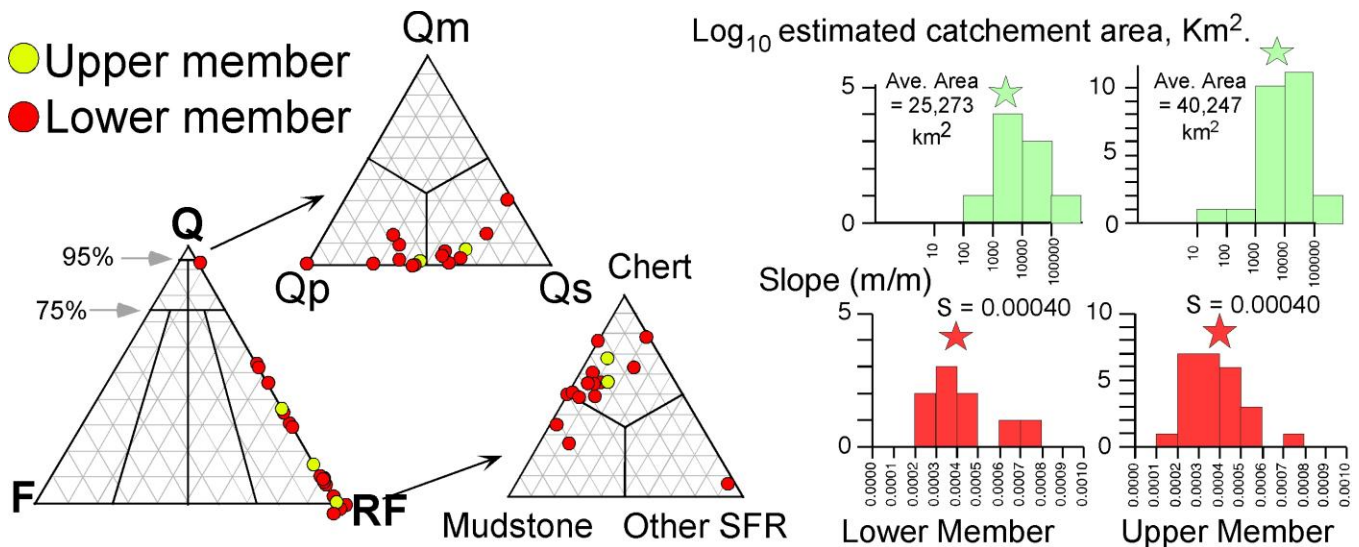 Upper member
Lower member
Qm
Qp
Qs
Q
95%
75%
F
RF
Chert
Mudstone
Other SFR
Log10 estimated catchement area, Km².
5
0
Ave. Area
= 25,273
km²
10
100
1000
10000
100000
10
5
0
Ave. Area
= 40,247
km²
10
100
1000
10000
100000
Slope (m/m)
S = 0.00040
5
0
0.0000
0.0001
0.0002
0.0003
0.0004
0.0005
0.0006
0.0007
0.0008
0.0009
0.0010
Lower Member
S = 0.00040
10
5
0
0.0000
0.0001
0.0002
0.0003
0.0004
0.0005
0.0006
0.0007
0.0008
0.0009
0.0010
Upper Member